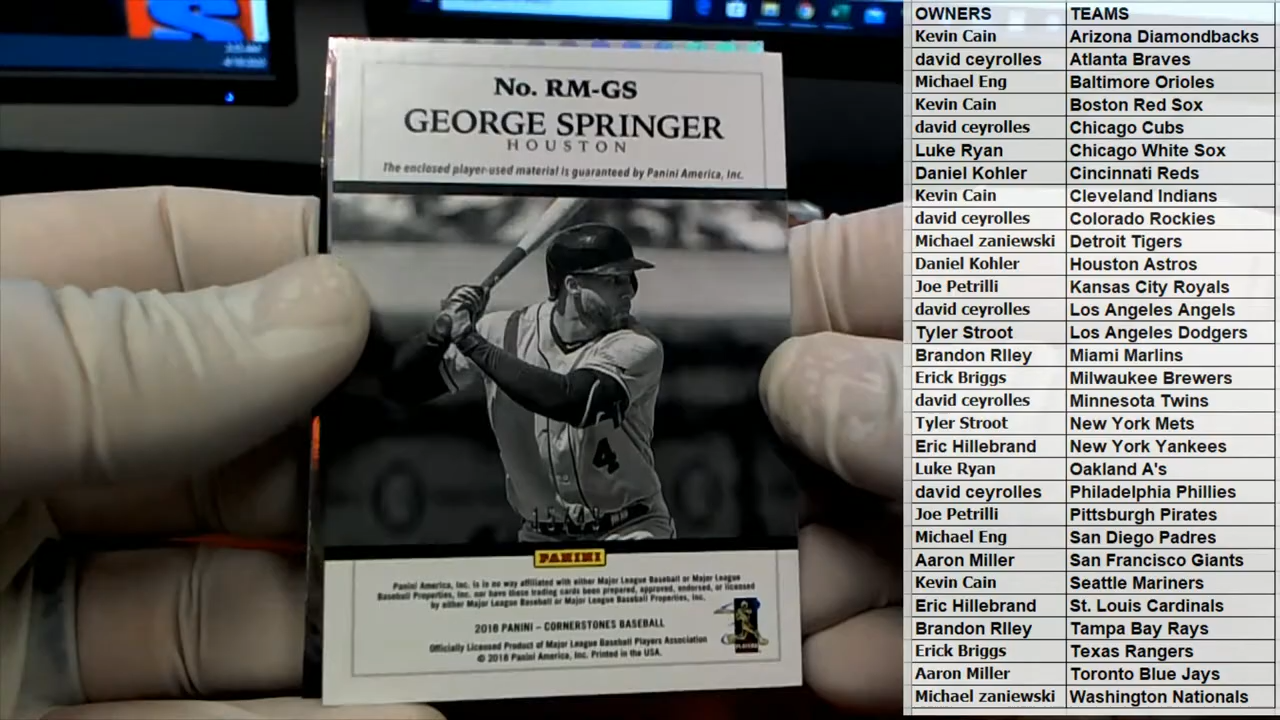 No. RM-GS
GEORGE SPRINGER
HOUSTON
The enclosed player-used material is guaranteed by Panini America, Inc.
4
PANINI
Panini America, Inc. is in no way affiliated with either Major League Baseball or Major League
Baseball Properties, Inc. nor have these trading cards been prepared, approved, endorsed, or licensed
by either Major League Baseball or Major League Baseball Properties, Inc.
2018 PANINI – CORNERSTONES BASEBALL
Officially Licensed Product of Major League Baseball Players Association
© 2018 Panini America, Inc. Printed in the USA.
PLAYERS
OWNERS TEAMS
Kevin Cain Arizona Diamondbacks
david ceyrolles Atlanta Braves
Michael Eng Baltimore Orioles
Kevin Cain Boston Red Sox
david ceyrolles Chicago Cubs
Luke Ryan Chicago White Sox
Daniel Kohler Cincinnati Reds
Kevin Cain Cleveland Indians
david ceyrolles Colorado Rockies
Michael zaniewski Detroit Tigers
Daniel Kohler Houston Astros
Joe Petrilli Kansas City Royals
david ceyrolles Los Angeles Angels
Tyler Stroot Los Angeles Dodgers
Brandon RIley Miami Marlins
Erick Briggs Milwaukee Brewers
david ceyrolles Minnesota Twins
Tyler Stroot New York Mets
Eric Hillebrand New York Yankees
Luke Ryan Oakland A's
david ceyrolles Philadelphia Phillies
Joe Petrilli Pittsburgh Pirates
Michael Eng San Diego Padres
Aaron Miller San Francisco Giants
Kevin Cain Seattle Mariners
Eric Hillebrand St. Louis Cardinals
Brandon RIley Tampa Bay Rays
Erick Briggs Texas Rangers
Aaron Miller Toronto Blue Jays
Michael zaniewski Washington Nationals